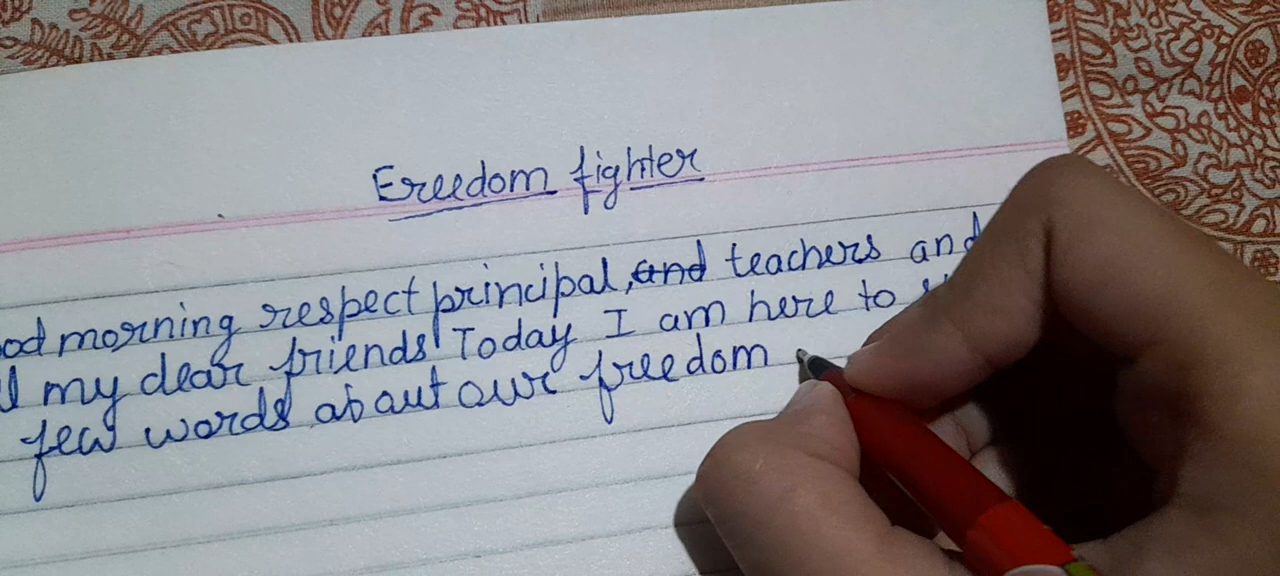 Freedom fighter
od morning respect principal, and teachers and
l my dear friends Today I am here to
few words about our freedom